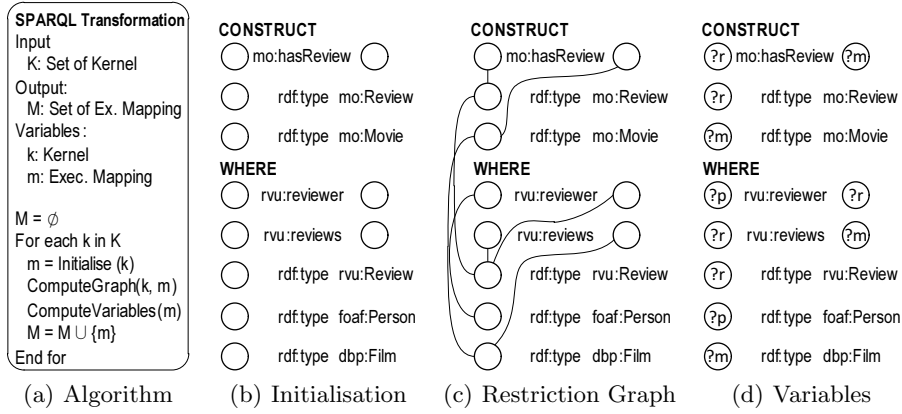 SPARQL Transformation
Input
K: Set of Kernel
Output:
M: Set of Ex. Mapping
Variables:
k: Kernel
m: Exec. Mapping
M = ∅
For each k in K
m = Initialise (k)
ComputeGraph(k, m)
ComputeVariables(m)
M = M ∪ {m}
End for
(a) Algorithm
CONSTRUCT
mo:hasReview
rdf:type mo:Review
rdf:type mo:Movie
WHERE
rvu:reviewer
rvu:reviews
rdf:type rvu:Review
rdf:type foaf:Person
rdf:type dbp:Film
(b) Initialisation
CONSTRUCT
mo:hasReview
rdf:type mo:Review
rdf:type mo:Movie
WHERE
rvu:reviewer
rvu:reviews
rdf:type rvu:Review
rdf:type foaf:Person
rdf:type dbp:Film
(c) Restriction Graph
CONSTRUCT
?r mo:hasReview ?m
?r rdf:type mo:Review
?m rdf:type mo:Movie
WHERE
?p rvu:reviewer ?r
?r rvu:reviews ?m
?r rdf:type rvu:Review
?p rdf:type foaf:Person
?m rdf:type dbp:Film
(d) Variables